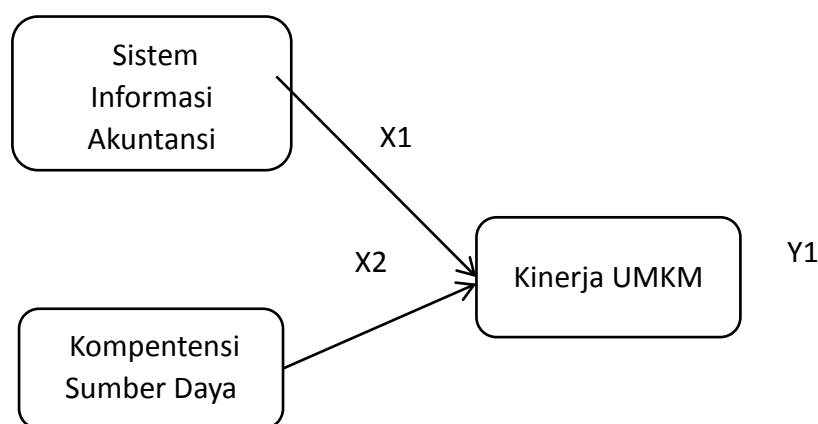 Sistem
Informasi
Akuntansi
X1
X2
Kinerja UMKM
Y1
Kompentensi
Sumber Daya